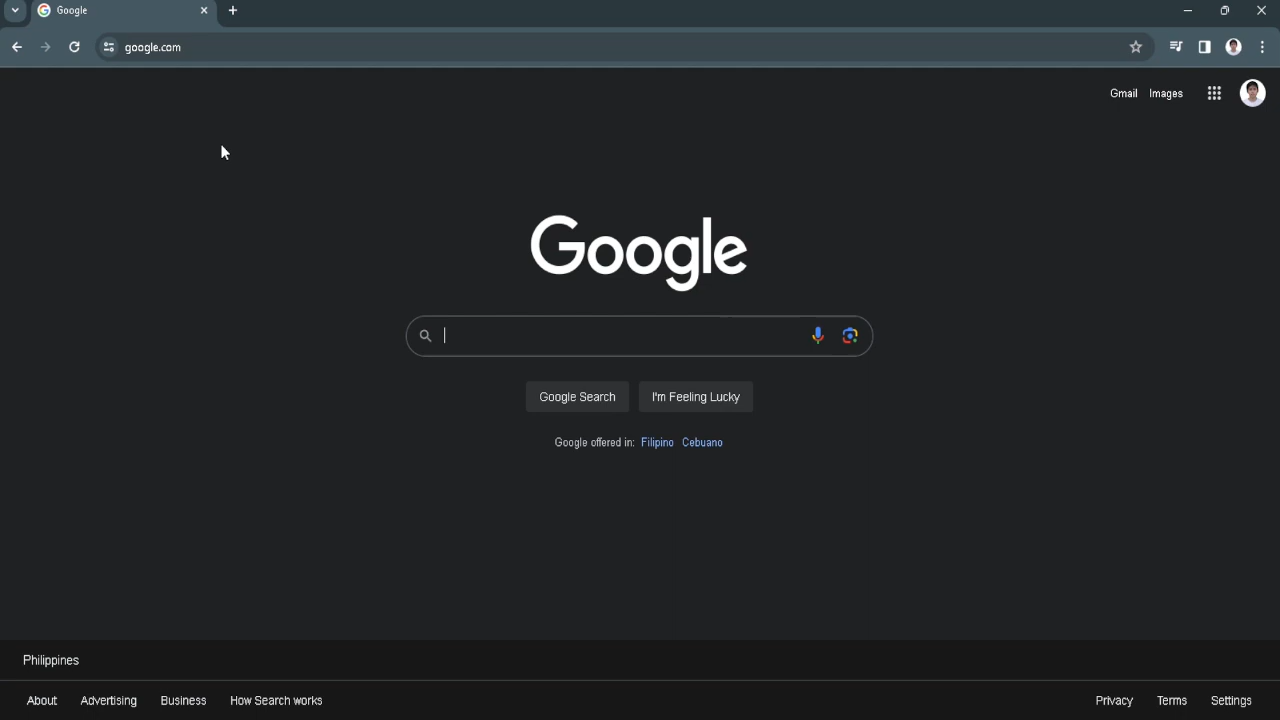 Google
google.com
Gmail Images
Google
Google Search I'm Feeling Lucky
Google offered in: Filipino Cebuano
Philippines
About Advertising Business How Search works Privacy Terms Settings